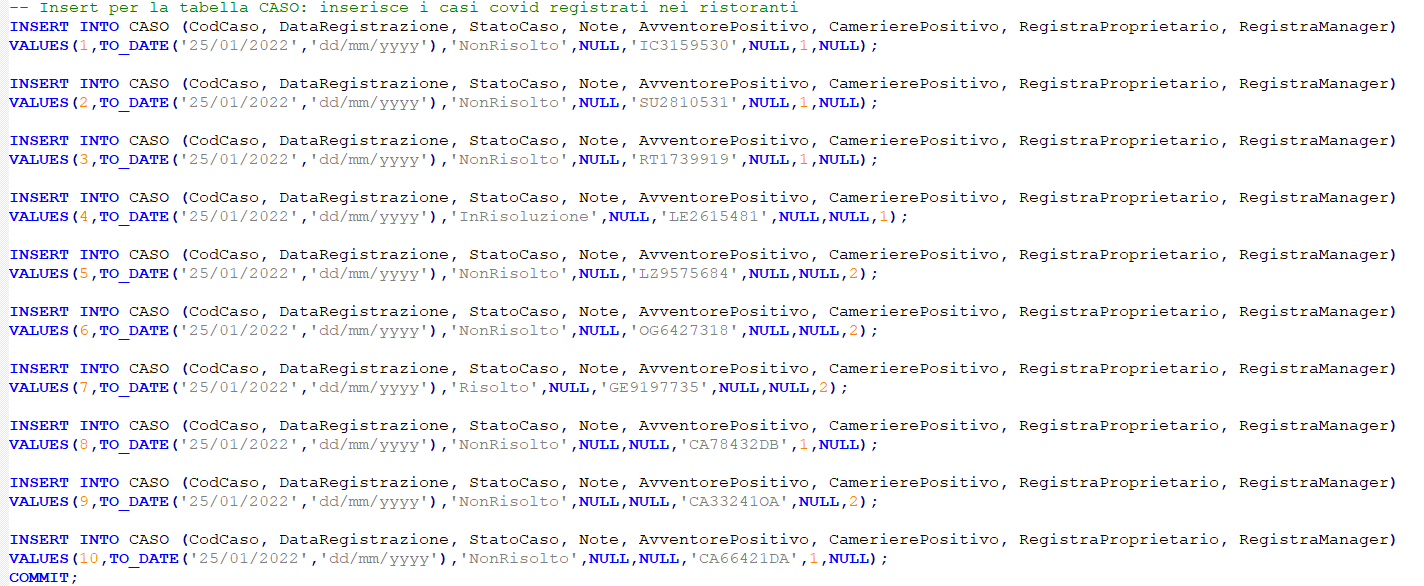 -- Insert per la tabella CASO: inserisce i casi covid registrati nei ristoranti
INSERT INTO CASO (CodCaso, DataRegistrazione, StatoCaso, Note, AvventorePositivo, CamerierePositivo, RegistraProprietario, RegistraManager)
VALUES(1,TO_DATE('25/01/2022','dd/mm/yyyy'),'NonRisolto',NULL,'IC3159530',NULL,1,NULL);
INSERT INTO CASO (CodCaso, DataRegistrazione, StatoCaso, Note, AvventorePositivo, CamerierePositivo, RegistraProprietario, RegistraManager)
VALUES(2,TO_DATE('25/01/2022','dd/mm/yyyy'),'NonRisolto',NULL,'SU2810531',NULL,1,NULL);
INSERT INTO CASO (CodCaso, DataRegistrazione, StatoCaso, Note, AvventorePositivo, CamerierePositivo, RegistraProprietario, RegistraManager)
VALUES(3,TO_DATE('25/01/2022','dd/mm/yyyy'),'NonRisolto',NULL,'RT1739919',NULL,1,NULL);
INSERT INTO CASO (CodCaso, DataRegistrazione, StatoCaso, Note, AvventorePositivo, CamerierePositivo, RegistraProprietario, RegistraManager)
VALUES(4,TO_DATE('25/01/2022','dd/mm/yyyy'),'InRisoluzione',NULL,'LE2615481',NULL,NULL,1);
INSERT INTO CASO (CodCaso, DataRegistrazione, StatoCaso, Note, AvventorePositivo, CamerierePositivo, RegistraProprietario, RegistraManager)
VALUES(5,TO_DATE('25/01/2022','dd/mm/yyyy'),'NonRisolto',NULL,'LZ9575684',NULL,NULL,2);
INSERT INTO CASO (CodCaso, DataRegistrazione, StatoCaso, Note, AvventorePositivo, CamerierePositivo, RegistraProprietario, RegistraManager)
VALUES(6,TO_DATE('25/01/2022','dd/mm/yyyy'),'NonRisolto',NULL,'OG6427318',NULL,NULL,2);
INSERT INTO CASO (CodCaso, DataRegistrazione, StatoCaso, Note, AvventorePositivo, CamerierePositivo, RegistraProprietario, RegistraManager)
VALUES(7,TO_DATE('25/01/2022','dd/mm/yyyy'),'Risolto',NULL,'GE9197735',NULL,NULL,2);
INSERT INTO CASO (CodCaso, DataRegistrazione, StatoCaso, Note, AvventorePositivo, CamerierePositivo, RegistraProprietario, RegistraManager)
VALUES(8,TO_DATE('25/01/2022','dd/mm/yyyy'),'NonRisolto',NULL,NULL,'CA78432DB',1,NULL);
INSERT INTO CASO (CodCaso, DataRegistrazione, StatoCaso, Note, AvventorePositivo, CamerierePositivo, RegistraProprietario, RegistraManager)
VALUES(9,TO_DATE('25/01/2022','dd/mm/yyyy'),'NonRisolto',NULL,NULL,'CA33241OA',NULL,2);
INSERT INTO CASO (CodCaso, DataRegistrazione, StatoCaso, Note, AvventorePositivo, CamerierePositivo, RegistraProprietario, RegistraManager)
VALUES(10,TO_DATE('25/01/2022','dd/mm/yyyy'),'NonRisolto',NULL,NULL,'CA66421DA',1,NULL);
COMMIT;